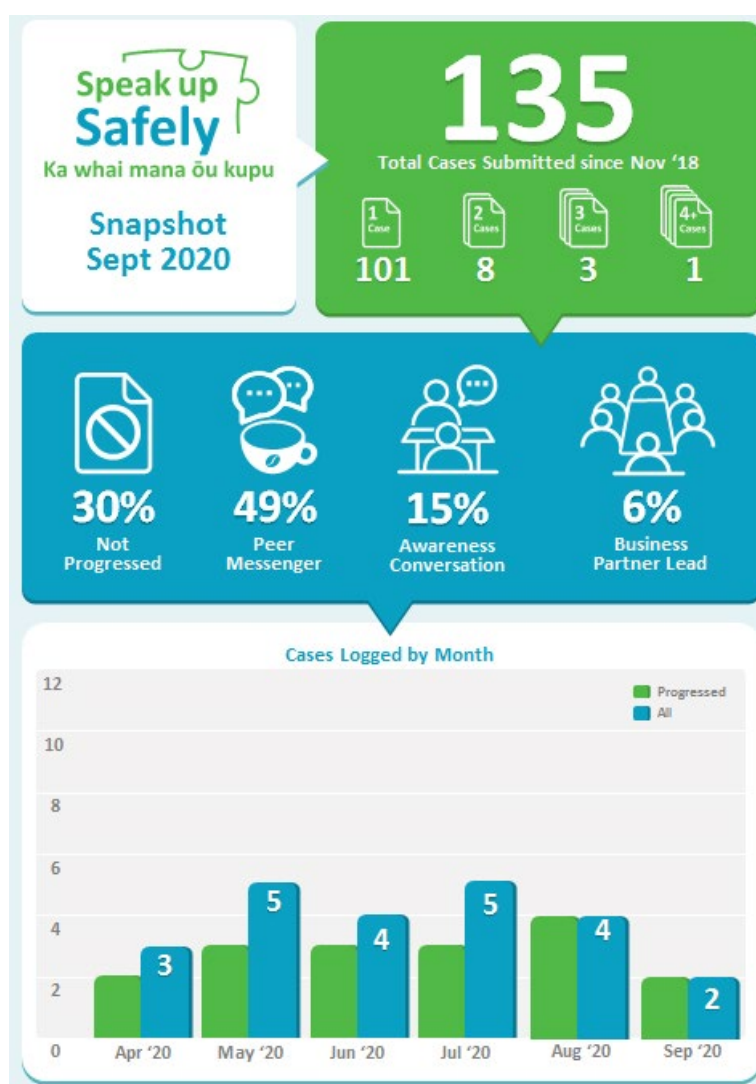 Speak up
Safely
Ka whai mana ōu kupu
Snapshot
Sept 2020
135
Total Cases Submitted since Nov ‘18
1
Case
2
Cases
3
Cases
4+
Cases
101
8
3
1
30%
Not
Progressed
49%
Peer
Messenger
15%
Awareness
Conversation
6%
Business
Partner Lead
Cases Logged by Month
Progressed
All
12
10
8
6
4
2
0
3
5
4
5
4
2
Apr ‘20
May ‘20
Jun ‘20
Jul ‘20
Aug ‘20
Sep ‘20